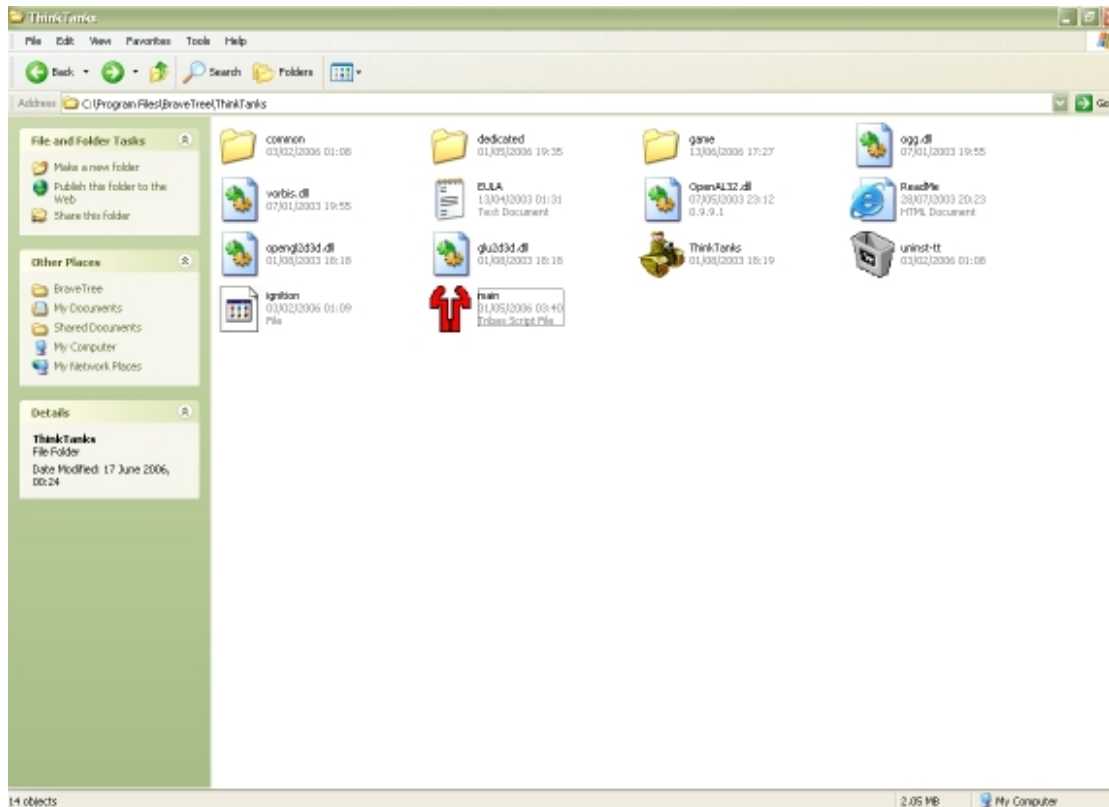 ThinkTanks
File Edit View Favorites Tools Help
Back Search Folders
Address C:\Program Files\BraveTree\ThinkTanks Go
File and Folder Tasks
Make a new folder
Publish this folder to the
Web
Share this folder
Other Places
BraveTree
My Documents
Shared Documents
My Computer
My Network Places
Details
ThinkTanks
File Folder
Date Modified: 17 June 2006,
00:24
common
03/02/2006 01:08
dedicated
01/05/2006 19:35
game
13/06/2006 17:27
ogg.dll
07/01/2003 19:55
vorbis.dll
07/01/2003 19:55
EULA
13/04/2003 01:31
Text Document
OpenAL32.dll
07/05/2003 23:12
0.9.9.1
ReadMe
28/07/2003 20:23
HTML Document
opengl2d3d.dll
01/08/2003 18:18
glu2d3d.dll
01/08/2003 18:18
ThinkTanks
01/08/2003 18:19
uninst-tt
03/02/2006 01:08
ignition
03/02/2006 01:09
File
main
01/05/2006 03:40
Tribes Script File
14 objects
2.05 MB
My Computer